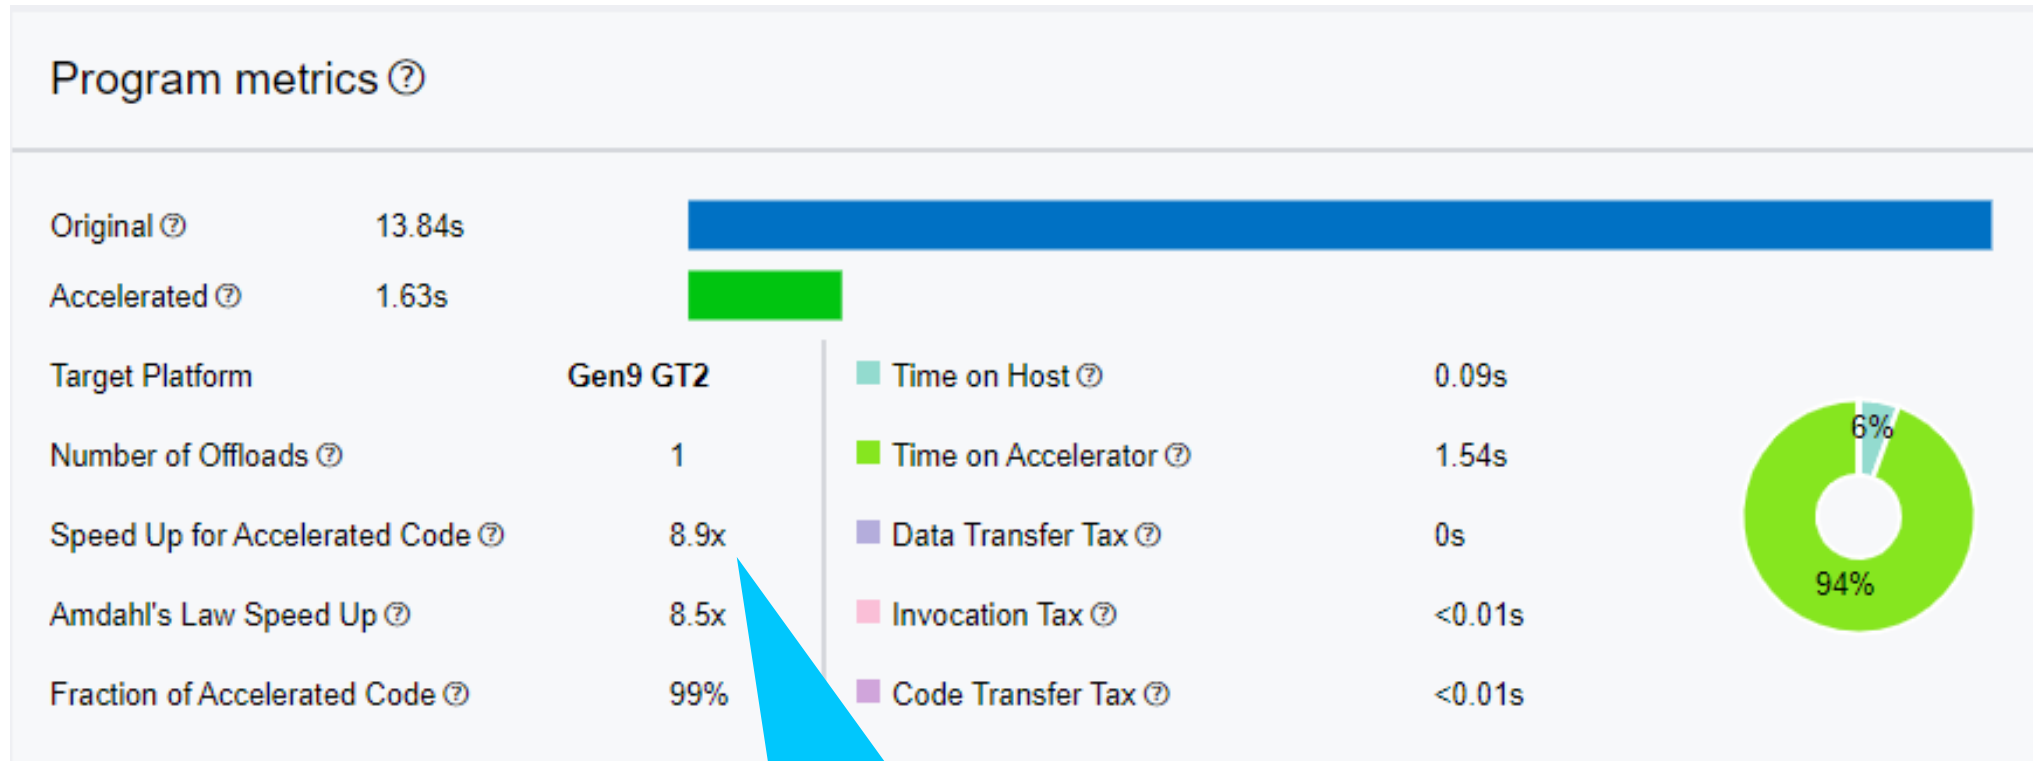 Program metrics ?
Original ? 13.84s
Accelerated ? 1.63s
Target Platform Gen9 GT2
Number of Offloads ? 1
Speed Up for Accelerated Code ? 8.9x
Amdahl's Law Speed Up ? 8.5x
Fraction of Accelerated Code ? 99%
Time on Host ? 0.09s
Time on Accelerator ? 1.54s
Data Transfer Tax ? 0s
Invocation Tax ? <0.01s
Code Transfer Tax ? <0.01s
6%
94%